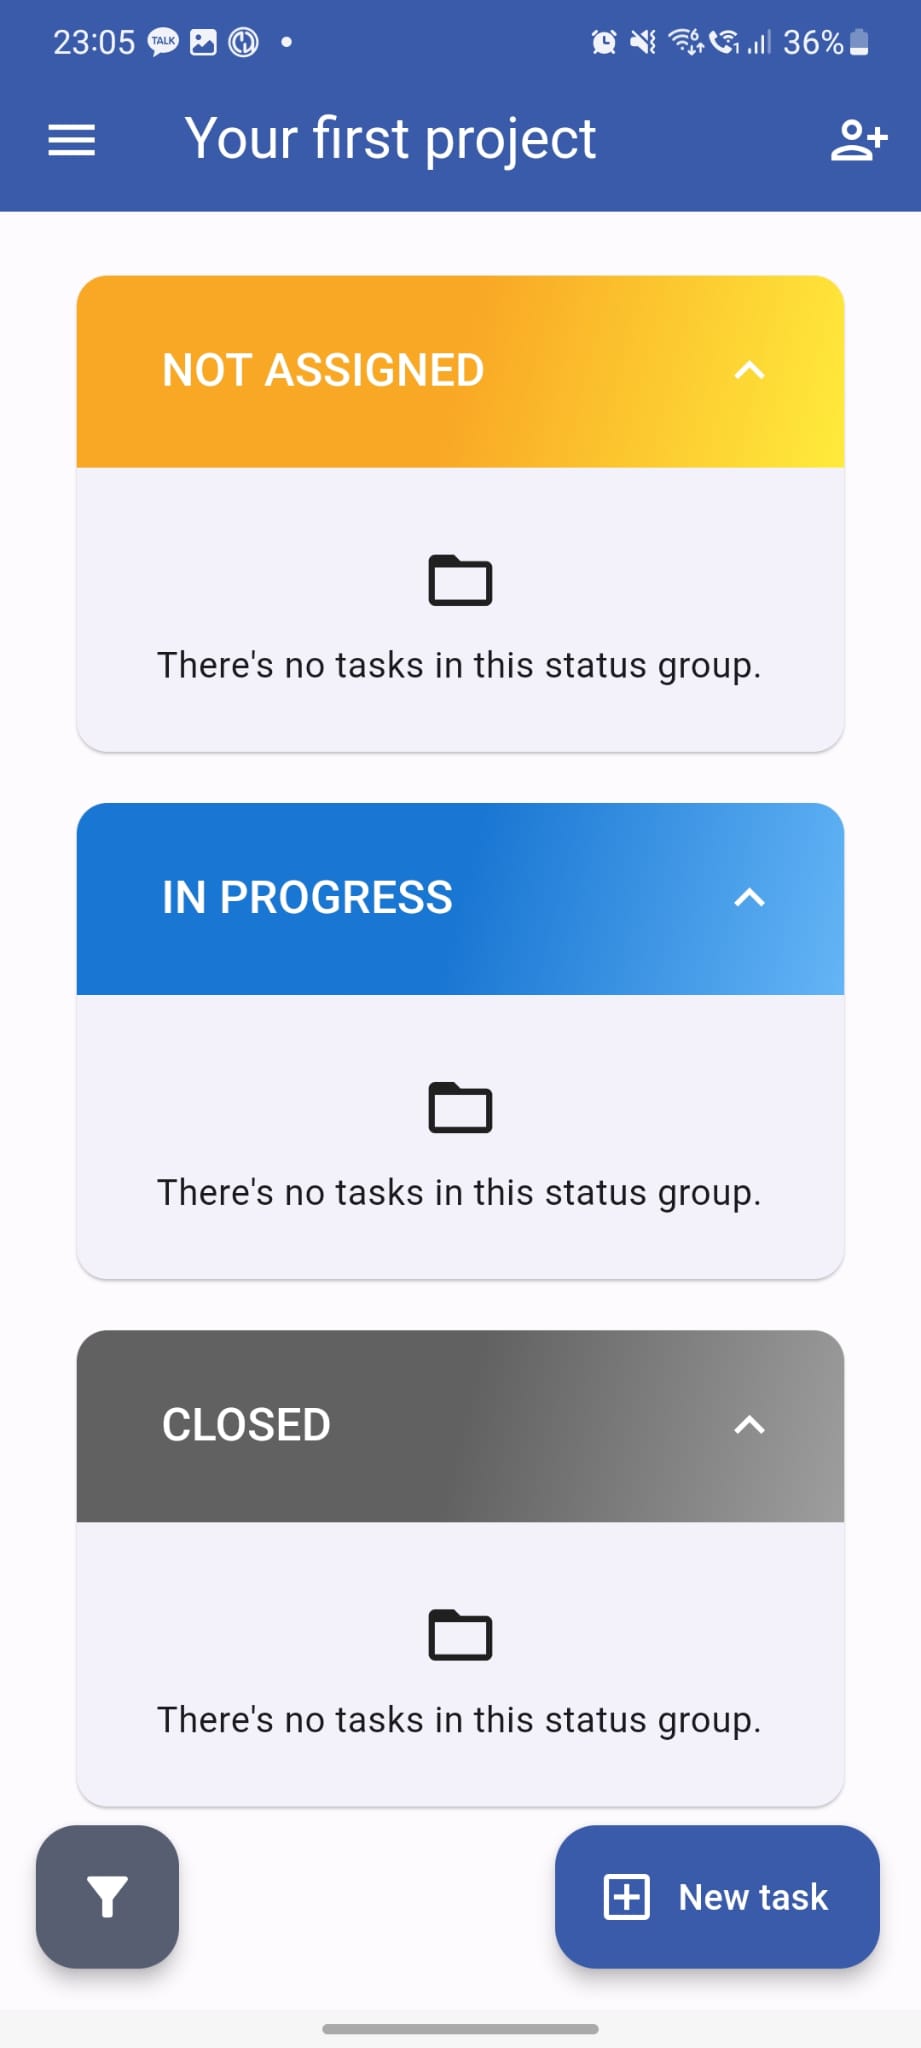 23:05 TALK 36%
Your first project
NOT ASSIGNED
There's no tasks in this status group.
IN PROGRESS
There's no tasks in this status group.
CLOSED
There's no tasks in this status group.
New task